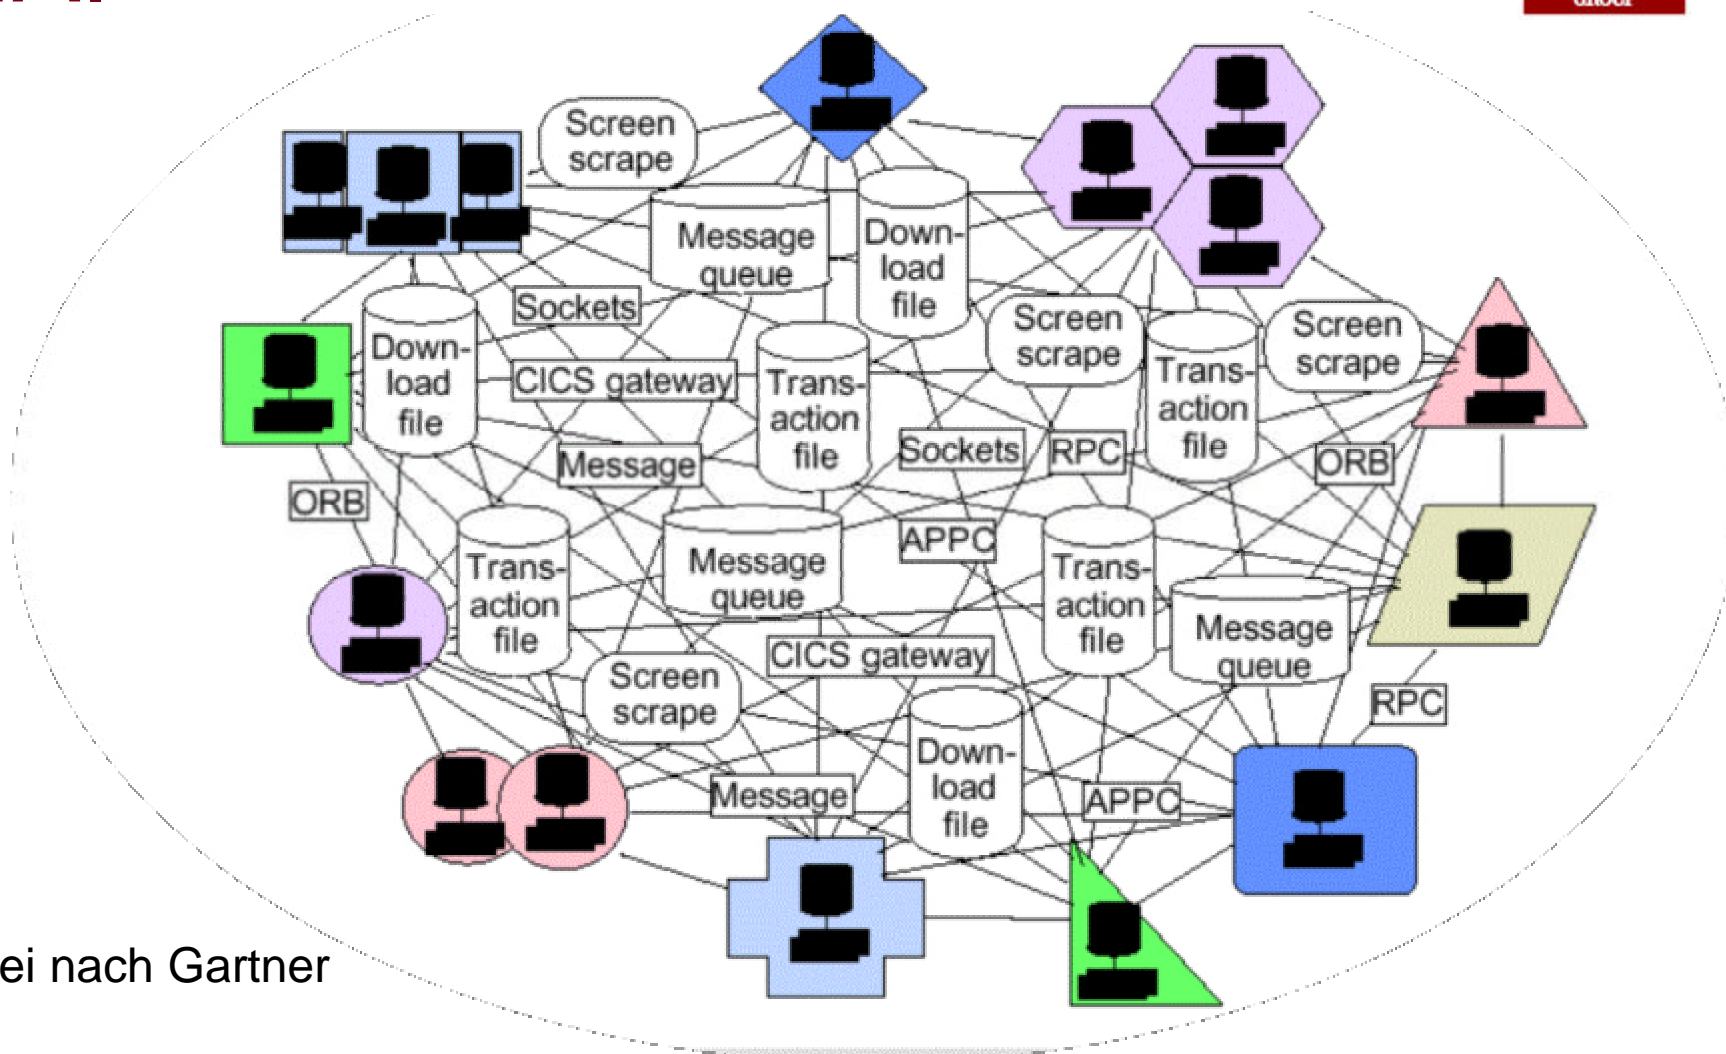 Screen
scrape
Message
queue
Down-
load
file
Sockets
Down-
load
file
CICS gateway
Trans-
action
file
Screen
scrape
Trans-
action
file
Screen
scrape
Message
Sockets
RPC
ORB
ORB
Trans-
action
file
Message
queue
APPC
Trans-
action
file
Message
queue
CICS gateway
Screen
scrape
RPC
Down-
load
file
Message
APPC
ei nach Gartner